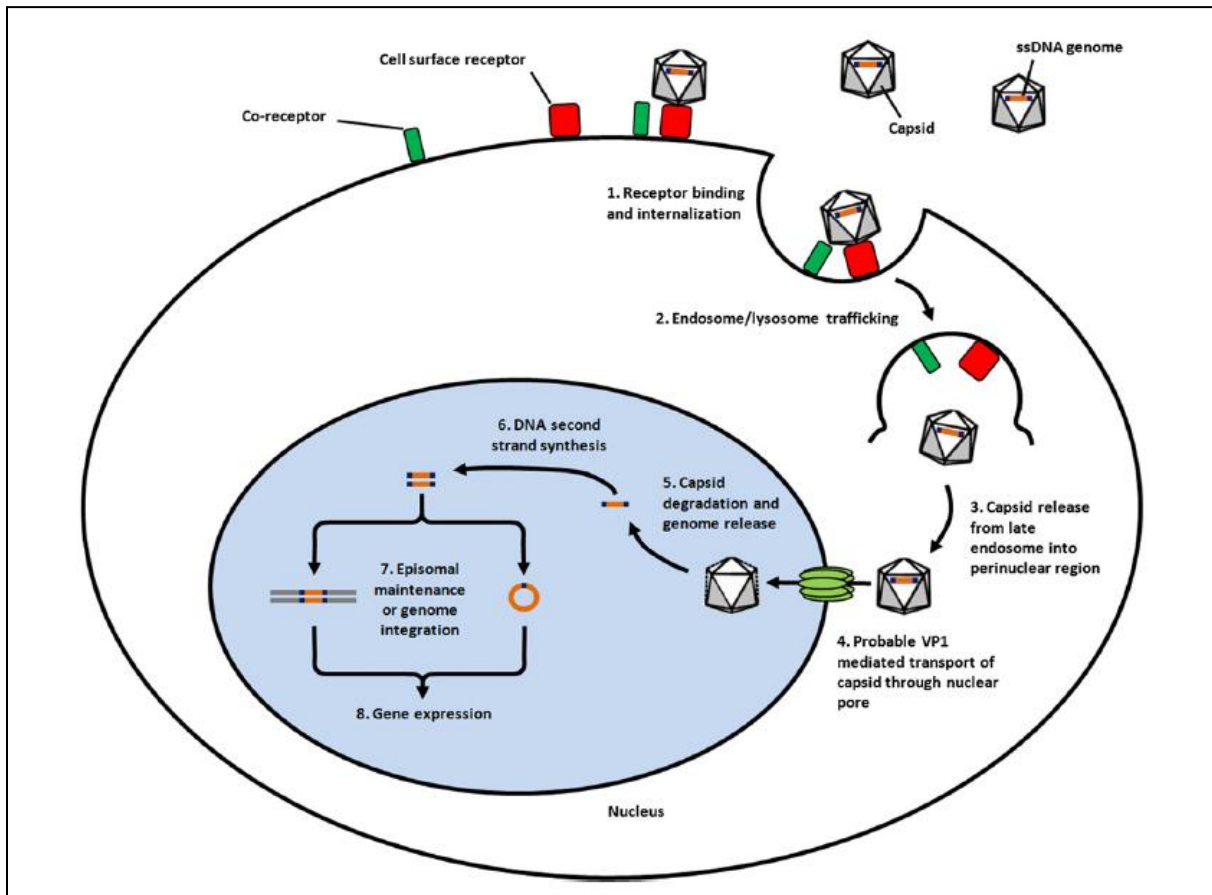 Cell surface receptor
ssDNA genome
Co-receptor
Capsid
1. Receptor binding
and internalization
2. Endosome/lysosome trafficking
3. Capsid release
from late
endosome into
perinuclear region
4. Probable VP1
mediated transport of
capsid through nuclear
pore
5. Capsid
degradation and
genome release
6. DNA second
strand synthesis
7. Episomal
maintenance
or genome
integration
8. Gene expression
Nucleus